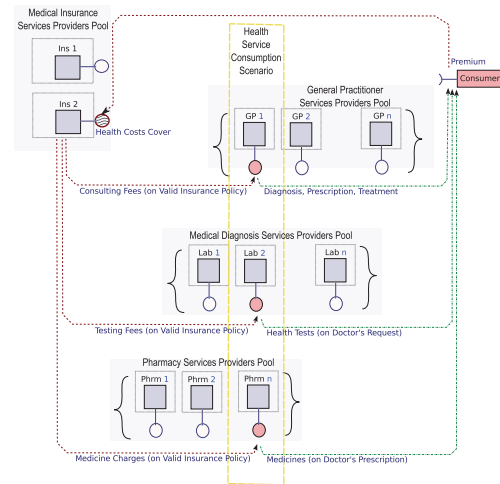 Medical Insurance
Services Providers Pool
Ins 1
Ins 2
Health Costs Cover
Health
Service
Consumption
Scenario
Premium
Consumer
General Practitioner
Services Providers Pool
GP 1
GP 2
GP n
Consulting Fees (on Valid Insurance Policy)
Diagnosis, Prescription, Treatment
Medical Diagnosis Services Providers Pool
Lab 1
Lab 2
Lab n
Testing Fees (on Valid Insurance Policy)
Health Tests (on Doctor's Request)
Pharmacy Services Providers Pool
Phrm 1
Phrm 2
Phrm n
Medicine Charges (on Valid Insurance Policy)
Medicines (on Doctor's Prescription)